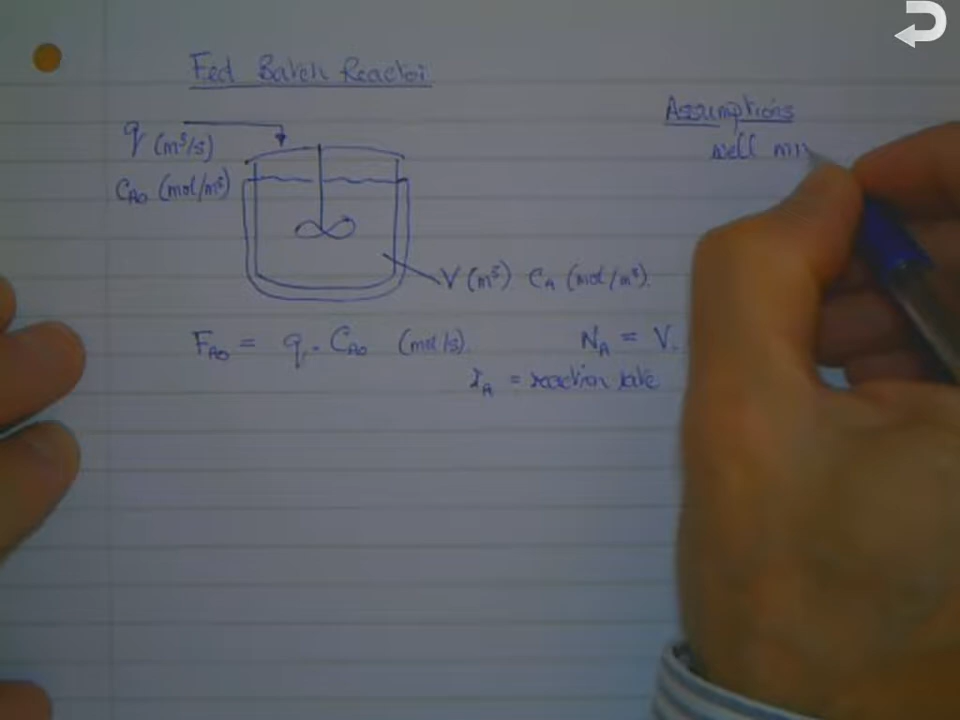 Fed Batch Reactor
Assumptions
well
q (m³/s)
C_A0 (mol/m³)
V (m³) C_A (mol/m³).
F_A0 = q . C_A0 (mol/s). N_A = V.
r_A = reaction rate